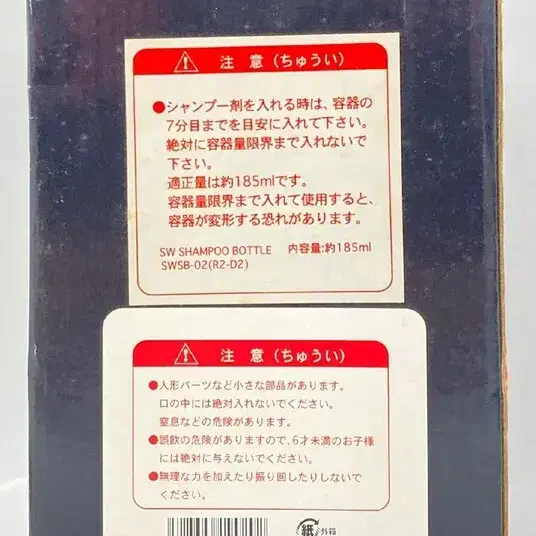 注 意（ちゅうい）
●シャンプー剤を入れる時は、容器の
7分目までを目安に入れて下さい。
絶対に容器量限界まで入れないで
下さい。
適正量は約185mlです。
容器量限界まで入れて使用すると、
容器が変形する恐れがあります。
SW SHAMPOO BOTTLE 内容量:約185ml
SWSB-02(R2-D2)
注 意（ちゅうい）
●人形パーツなど小さな部品があります。
口の中には絶対入れないでください。
窒息などの危険があります。
●誤飲の危険がありますので、6才未満のお子様
には絶対に与えないでください。
●無理な力を加えたり振り回したりしないで
ください。
紙 外箱